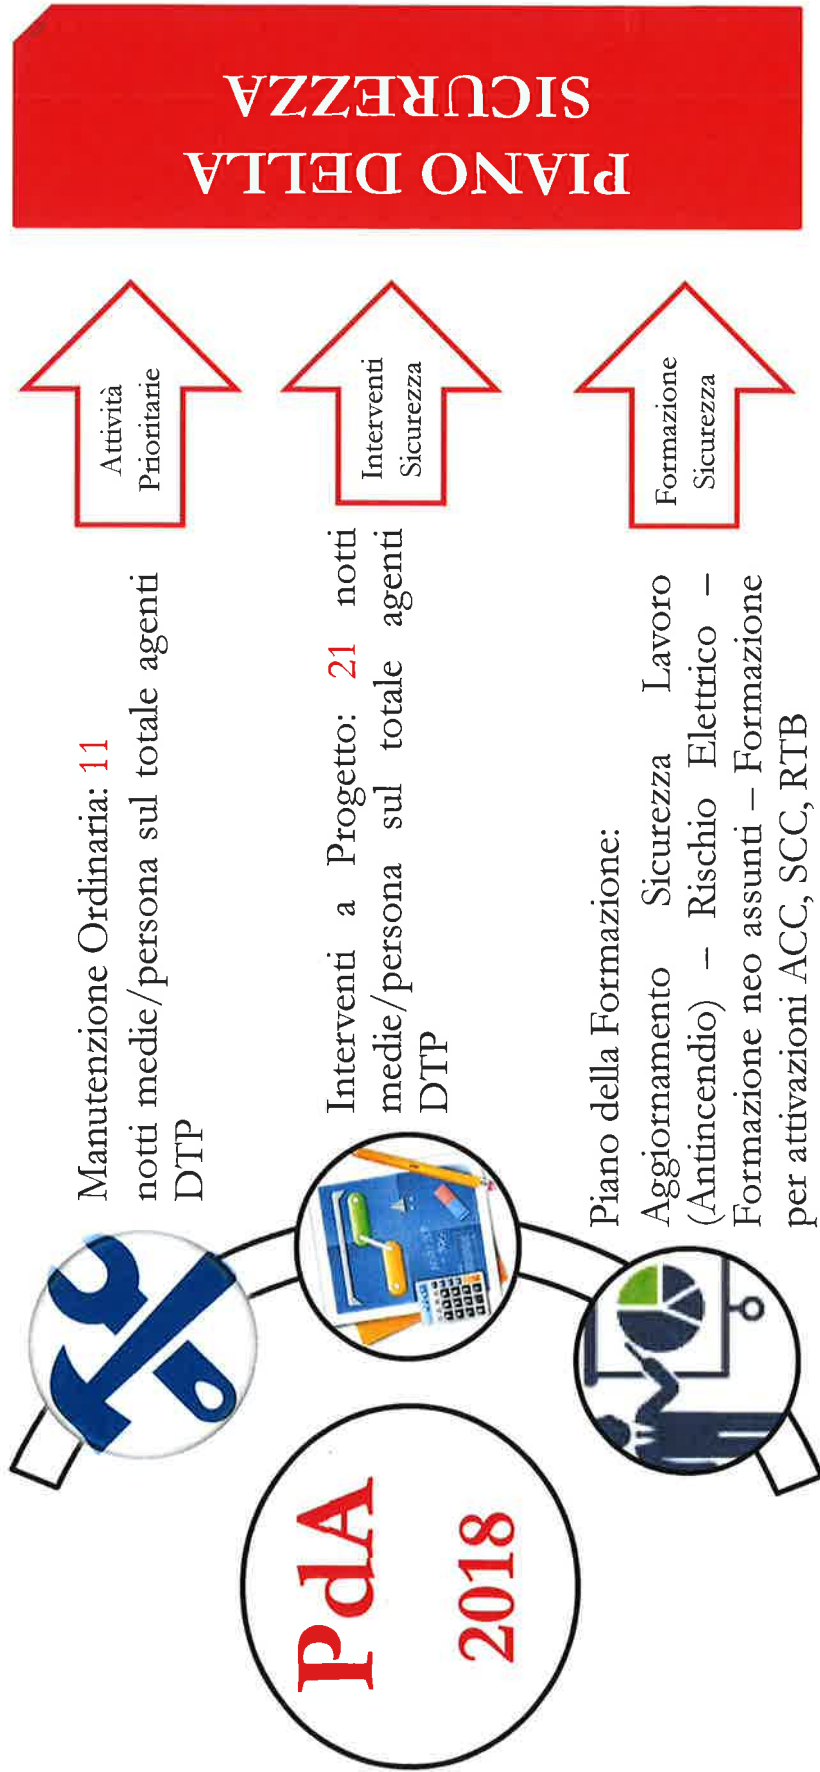 PdA
2018
Manutenzione Ordinaria: 11
notti medie/persona sul totale agenti
DTP
Attività
Prioritarie
Interventi a Progetto: 21 notti
medie/persona sul totale agenti
DTP
Interventi
Sicurezza
Piano della Formazione:
Aggiornamento Sicurezza Lavoro
(Antincendio) – Rischio Elettrico –
Formazione neo assunti – Formazione
per attivazioni ACC, SCC, RTB
Formazione
Sicurezza
PIANO DELLA
SICUREZZA